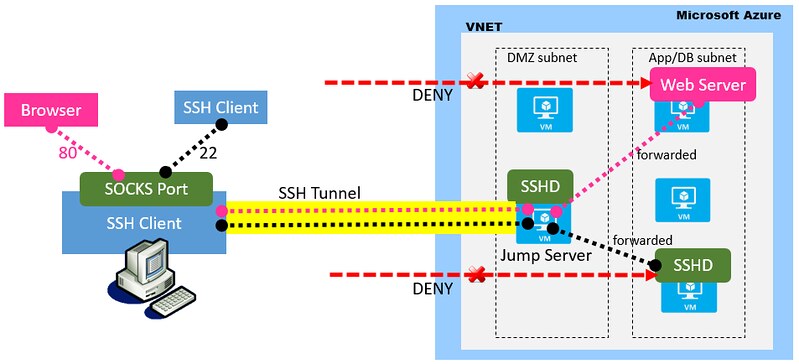 Microsoft Azure
VNET
DMZ subnet
App/DB subnet
DENY
Web Server
VM
VM
Browser
SSH Client
80
22
forwarded
SOCKS Port
SSH Client
SSH Tunnel
SSHD
VM
VM
Jump Server
forwarded
SSHD
DENY
VM